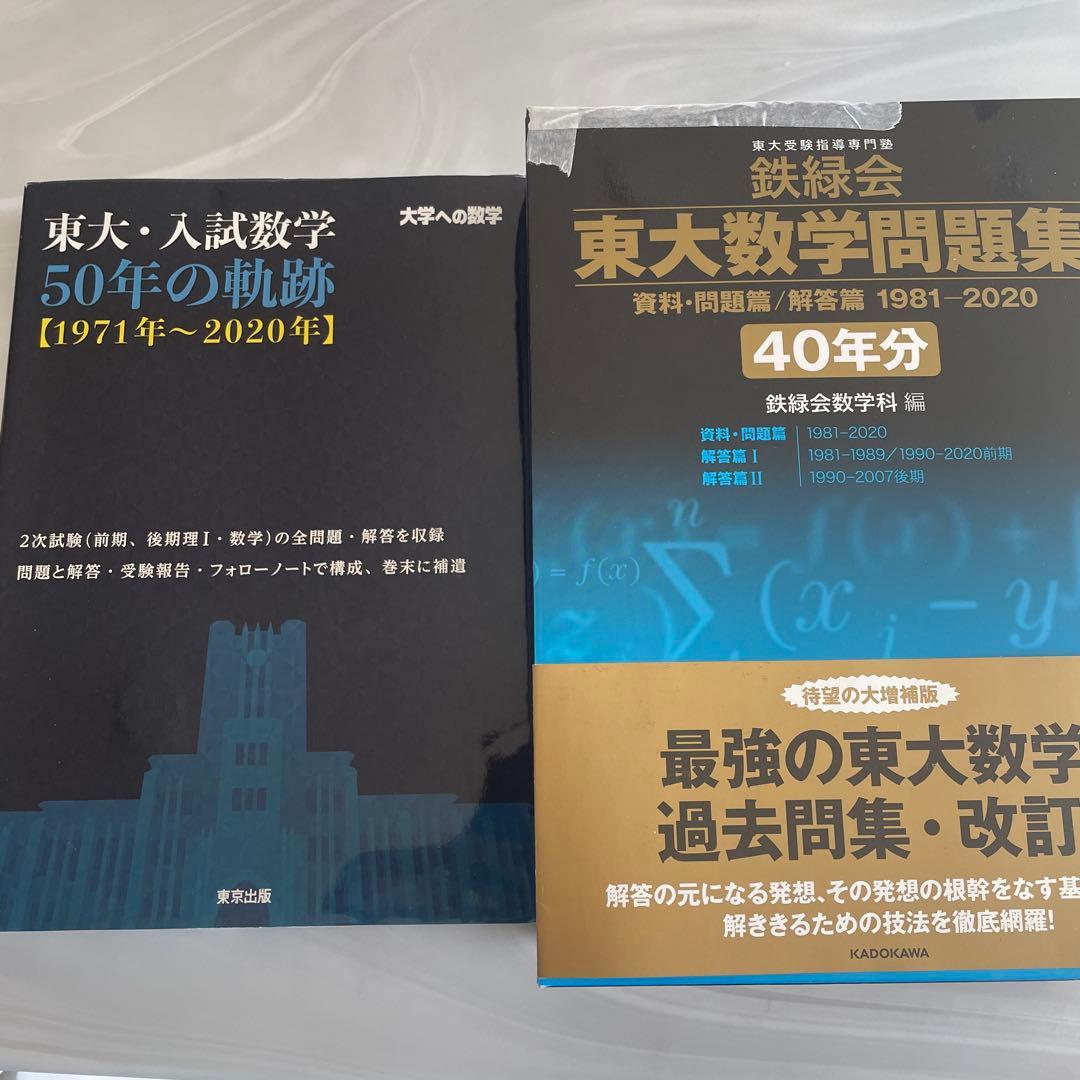 大学への数学
東大・入試数学
50年の軌跡
【1971年～2020年】
2次試験(前期、後期理I・数学)の全問題・解答を収録
問題と解答・受験報告・フォローノートで構成、巻末に補遺
東京出版
東大受験指導専門塾
鉄緑会
東大数学問題集
資料・問題篇/解答篇 1981-2020
40年分
鉄緑会数学科 編
資料・問題篇 1981-2020
解答篇I 1981-1989/1990-2020前期
解答篇II 1990-2007後期
) = f(x)
n f(x) +
Σ (x j - y
待望の大増補版
最強の東大数学
過去問集・改訂
解答の元になる発想、その発想の根幹をなす基
解ききるための技法を徹底網羅!
KADOKAWA